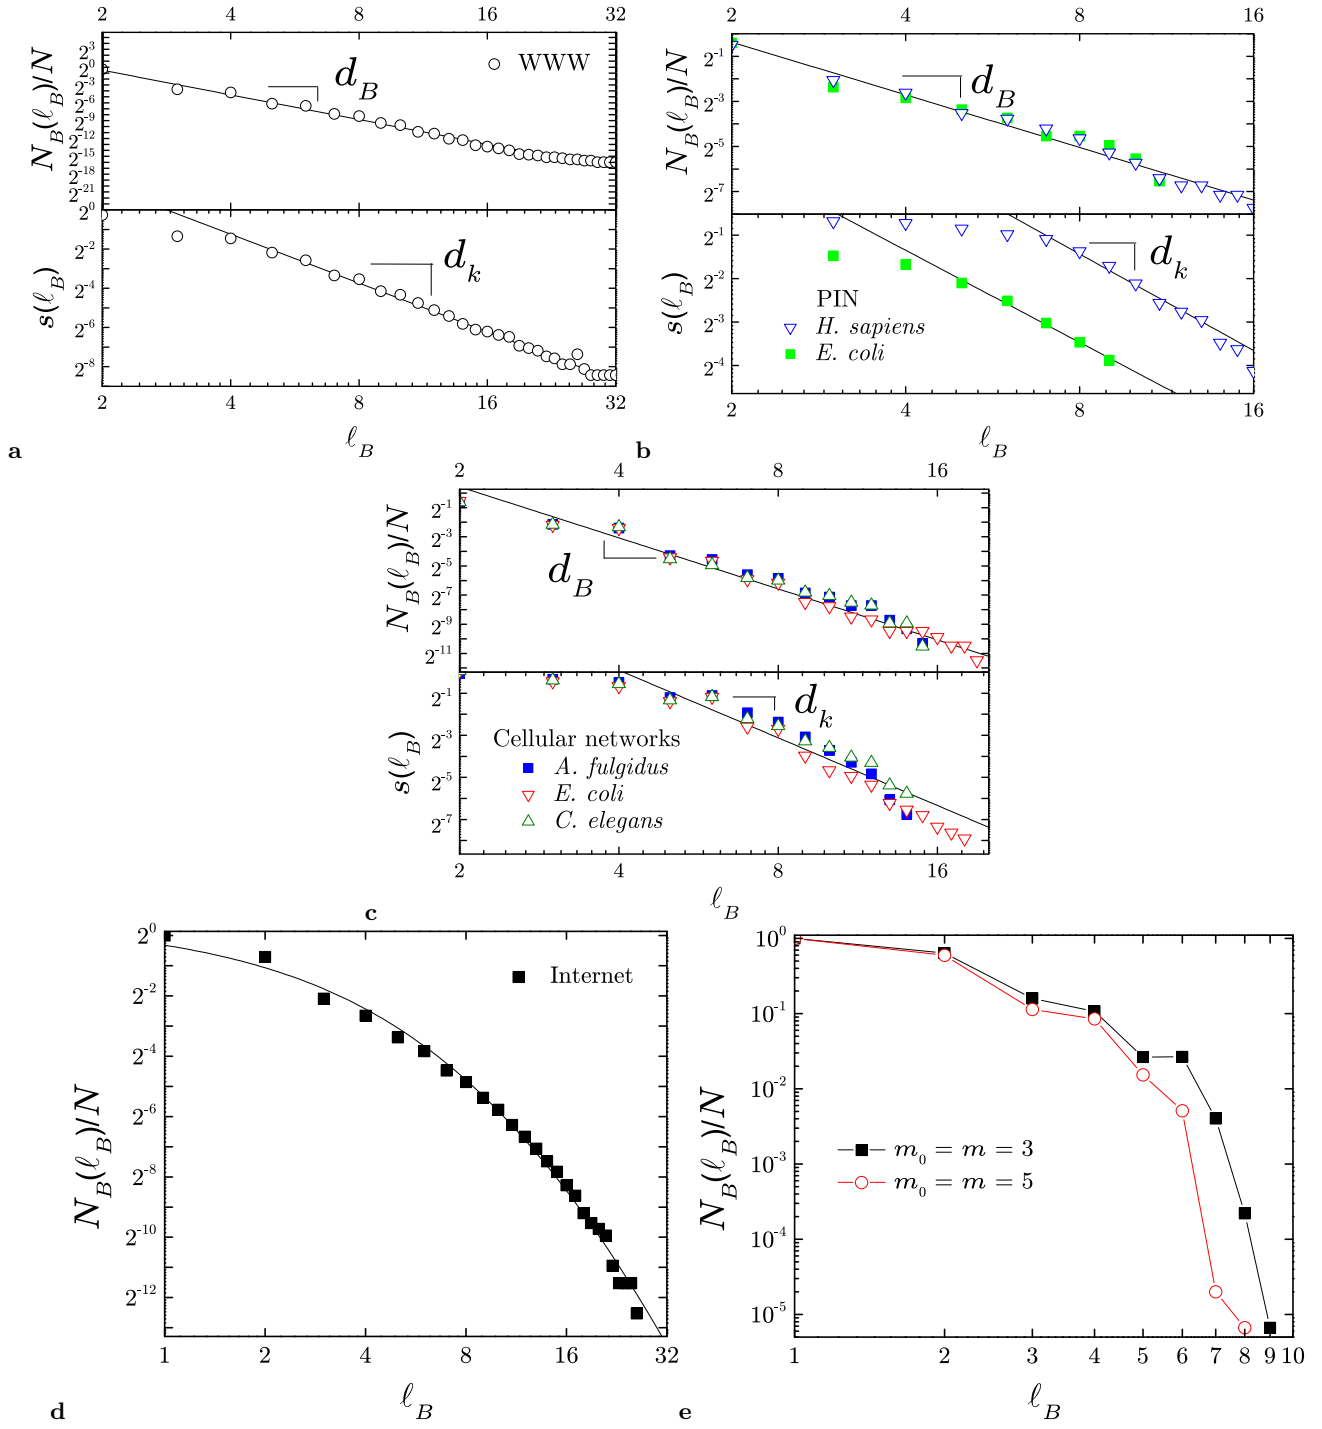 2 4 8 16 32
N_B(ℓ_B)/N
2^3
2^0
2^-3
2^-6
2^-9
2^-12
2^-15
2^-18
2^-21
WWW
d_B
s(ℓ_B)
2^0
2^-2
2^-4
2^-6
2^-8
d_k
2 4 8 16 32
ℓ_B
a
2 4 8 16
N_B(ℓ_B)/N
2^-1
2^-3
2^-5
2^-7
d_B
s(ℓ_B)
2^-1
2^-2
2^-3
2^-4
d_k
PIN
H. sapiens
E. coli
2 4 8 16
ℓ_B
b
2 4 8 16
N_B(ℓ_B)/N
2^-1
2^-3
2^-5
2^-7
2^-9
2^-11
d_B
s(ℓ_B)
2^-1
2^-3
2^-5
2^-7
d_k
Cellular networks
A. fulgidus
E. coli
C. elegans
2 4 8 16
ℓ_B
c
N_B(ℓ_B)/N
2^0
2^-2
2^-4
2^-6
2^-8
2^-10
2^-12
Internet
1 2 4 8 16 32
ℓ_B
d
N_B(ℓ_B)/N
10^0
10^-1
10^-2
10^-3
10^-4
10^-5
m_0 = m = 3
m_0 = m = 5
1 2 3 4 5 6 7 8 9 10
ℓ_B
e